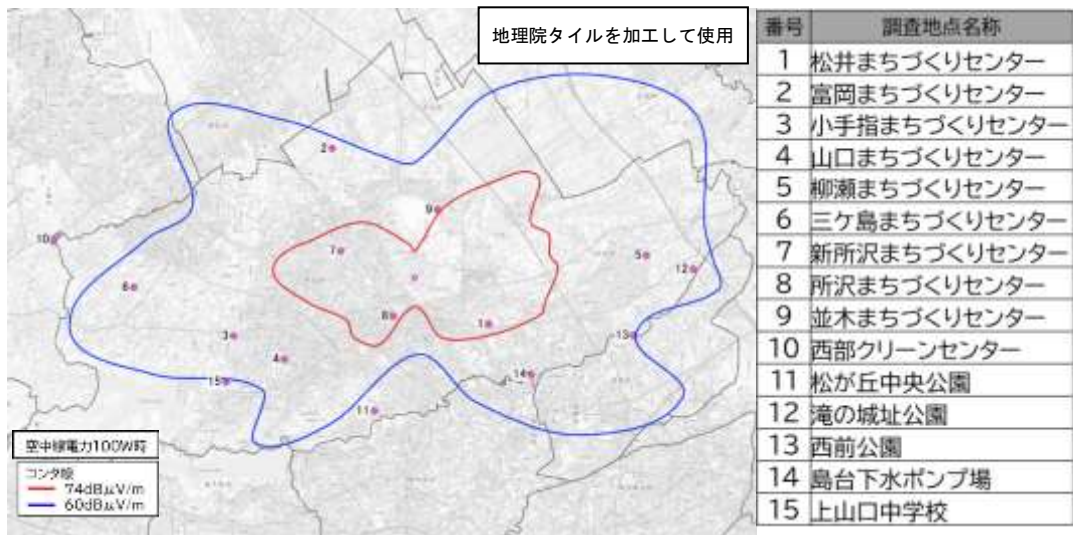 地理院タイルを加工して使用
2
9
10
7
5
12
6
8
1
3
13
4
14
15
11
空中線電力100W時
コンタ線
74dBμV/m
60dBμV/m
番号 調査地点名称
1 松井まちづくりセンター
2 富岡まちづくりセンター
3 小手指まちづくりセンター
4 山口まちづくりセンター
5 柳瀬まちづくりセンター
6 三ケ島まちづくりセンター
7 新所沢まちづくりセンター
8 所沢まちづくりセンター
9 並木まちづくりセンター
10 西部クリーンセンター
11 松が丘中央公園
12 滝の城址公園
13 西前公園
14 島台下水ポンプ場
15 上山口中学校